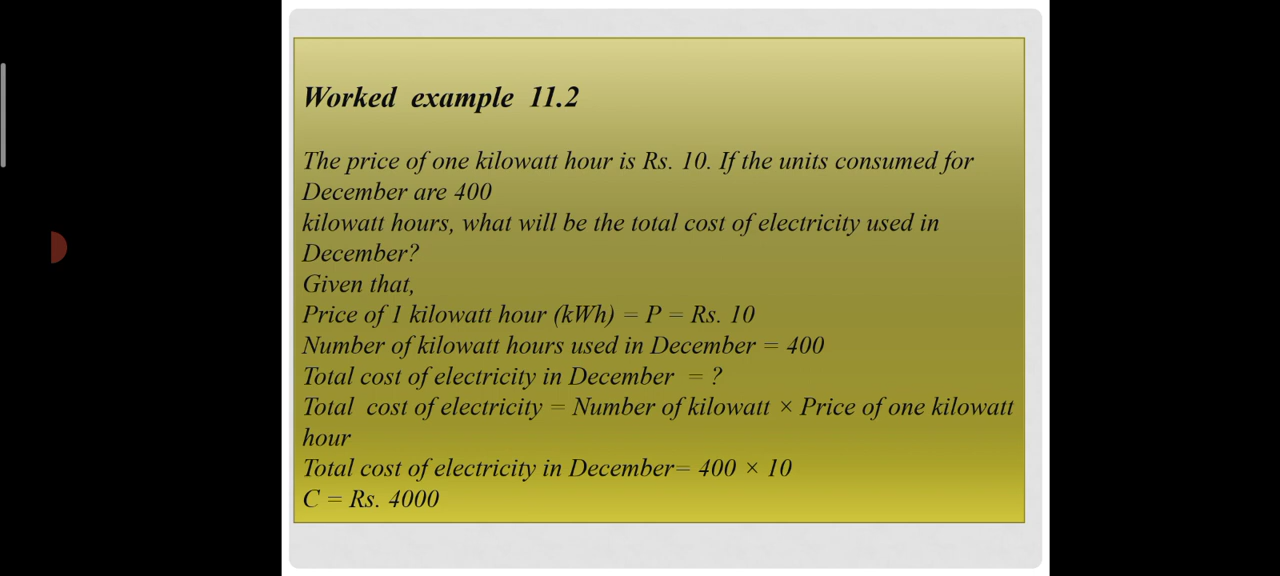 Worked example 11.2
The price of one kilowatt hour is Rs. 10. If the units consumed for
December are 400
kilowatt hours, what will be the total cost of electricity used in
December?
Given that,
Price of 1 kilowatt hour (kWh) = P = Rs. 10
Number of kilowatt hours used in December = 400
Total cost of electricity in December = ?
Total cost of electricity = Number of kilowatt × Price of one kilowatt
hour
Total cost of electricity in December= 400 × 10
C = Rs. 4000